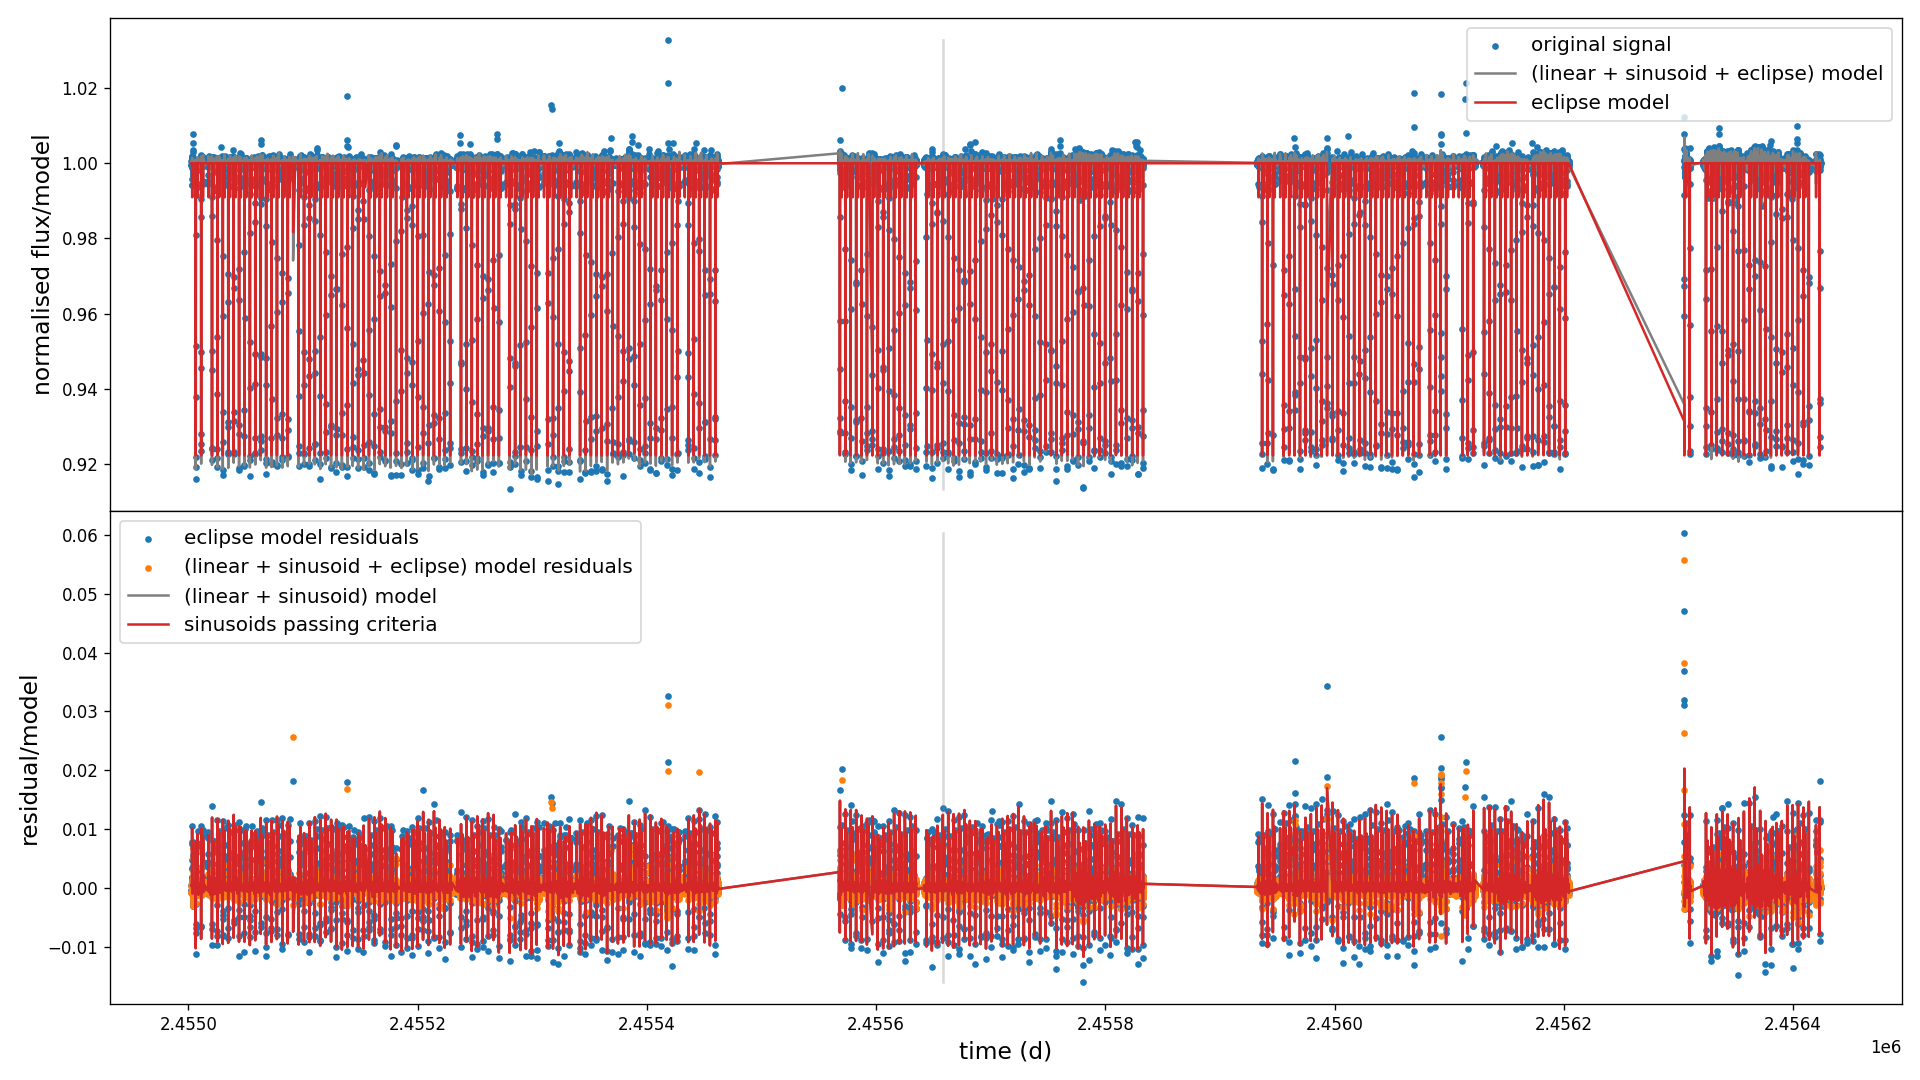 original signal
(linear + sinusoid + eclipse) model
eclipse model
normalised flux/model
1.02
1.00
0.98
0.96
0.94
0.92
eclipse model residuals
(linear + sinusoid + eclipse) model residuals
(linear + sinusoid) model
sinusoids passing criteria
residual/model
0.06
0.05
0.04
0.03
0.02
0.01
0.00
−0.01
2.4550
2.4552
2.4554
2.4556
2.4558
2.4560
2.4562
2.4564
1e6
time (d)